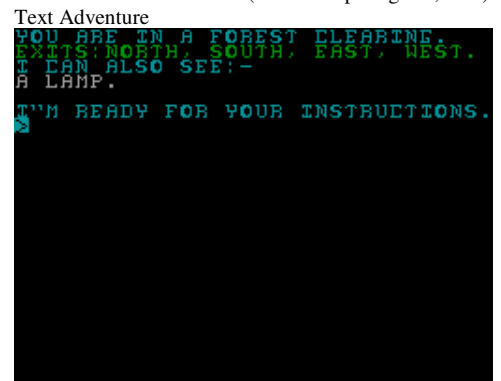 Text Adventure
YOU ARE IN A FOREST CLEARING.
EXITS:NORTH, SOUTH, EAST, WEST.
I CAN ALSO SEE:-
A LAMP.
I""M READY FOR YOUR INSTRUCTIONS.
>